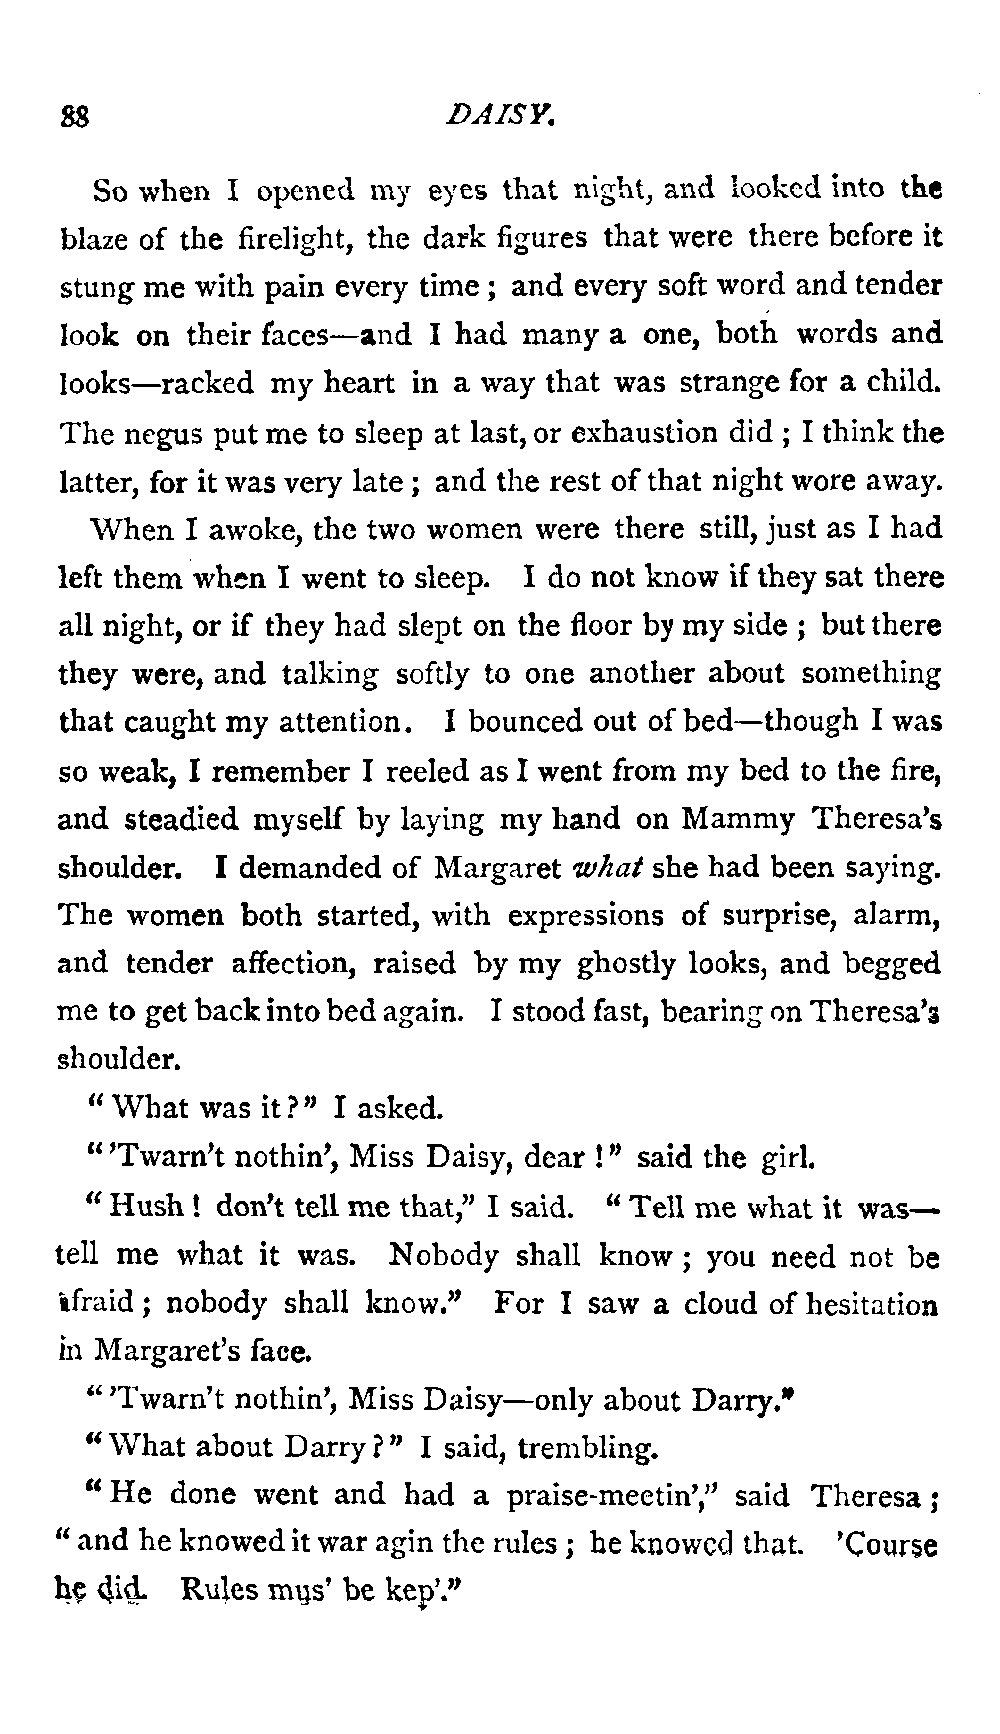 88 DAISY.
So when I opened my eyes that night, and looked into the
blaze of the firelight, the dark figures that were there before it
stung me with pain every time ; and every soft word and tender
look on their faces—and I had many a one, both words and
looks—racked my heart in a way that was strange for a child.
The negus put me to sleep at last, or exhaustion did ; I think the
latter, for it was very late ; and the rest of that night wore away.
When I awoke, the two women were there still, just as I had
left them when I went to sleep. I do not know if they sat there
all night, or if they had slept on the floor by my side ; but there
they were, and talking softly to one another about something
that caught my attention. I bounced out of bed—though I was
so weak, I remember I reeled as I went from my bed to the fire,
and steadied myself by laying my hand on Mammy Theresa's
shoulder. I demanded of Margaret what she had been saying.
The women both started, with expressions of surprise, alarm,
and tender affection, raised by my ghostly looks, and begged
me to get back into bed again. I stood fast, bearing on Theresa's
shoulder.
“ What was it ?” I asked.
“ 'Twarn't nothin', Miss Daisy, dear !” said the girl.
“ Hush ! don't tell me that,” I said. “ Tell me what it was—
tell me what it was. Nobody shall know ; you need not be
afraid ; nobody shall know.” For I saw a cloud of hesitation
in Margaret's face.
“ 'Twarn't nothin', Miss Daisy—only about Darry.”
“ What about Darry ?” I said, trembling.
“ He done went and had a praise-meetin',” said Theresa ;
“ and he knowed it war agin the rules ; he knowed that. 'Course
he did. Rules mus' be kep'.”